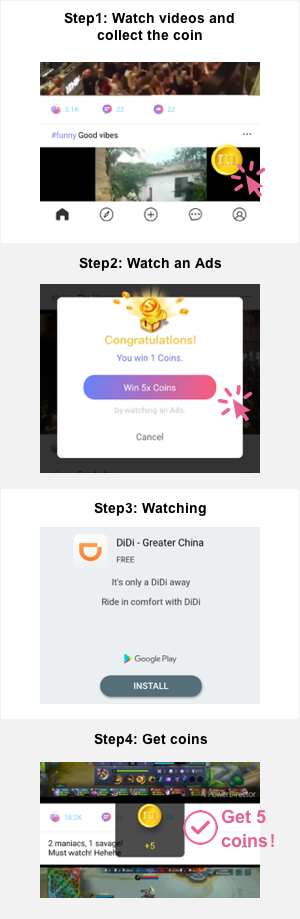 Step1: Watch videos and
collect the coin
2.1K 23 22
#funny Good vibes ...
m
Step2: Watch an Ads
Congratulations!
You win 1 Coins.
Win 5x Coins
by watching an Ads.
Cancel
Step3: Watching
DiDi - Greater China
FREE
It's only a DiDi away
Ride in comfort with DiDi
Google Play
INSTALL
Step4: Get coins
PowerDirector
18.2K
m
+5
Get 5
coins!
2 maniacs, 1 savage!
Must watch! Hehehe